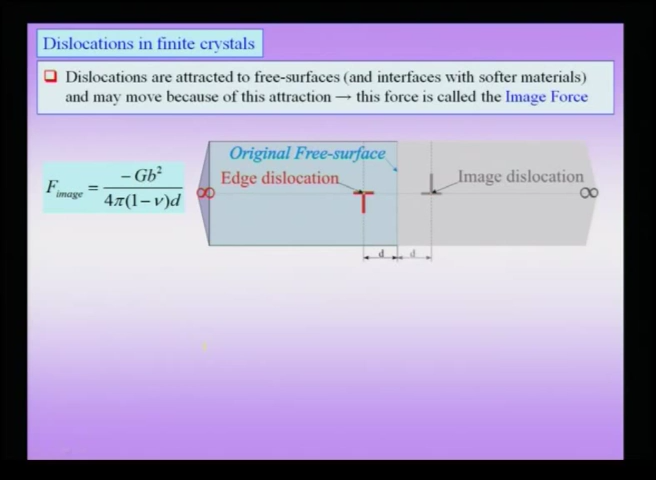 Dislocations in finite crystals
Dislocations are attracted to free-surfaces (and interfaces with softer materials)
and may move because of this attraction → this force is called the Image Force
Original Free-surface
Edge dislocation
Image dislocation
F_image = −Gb² / 4π(1−ν)d
∞
∞
d
d